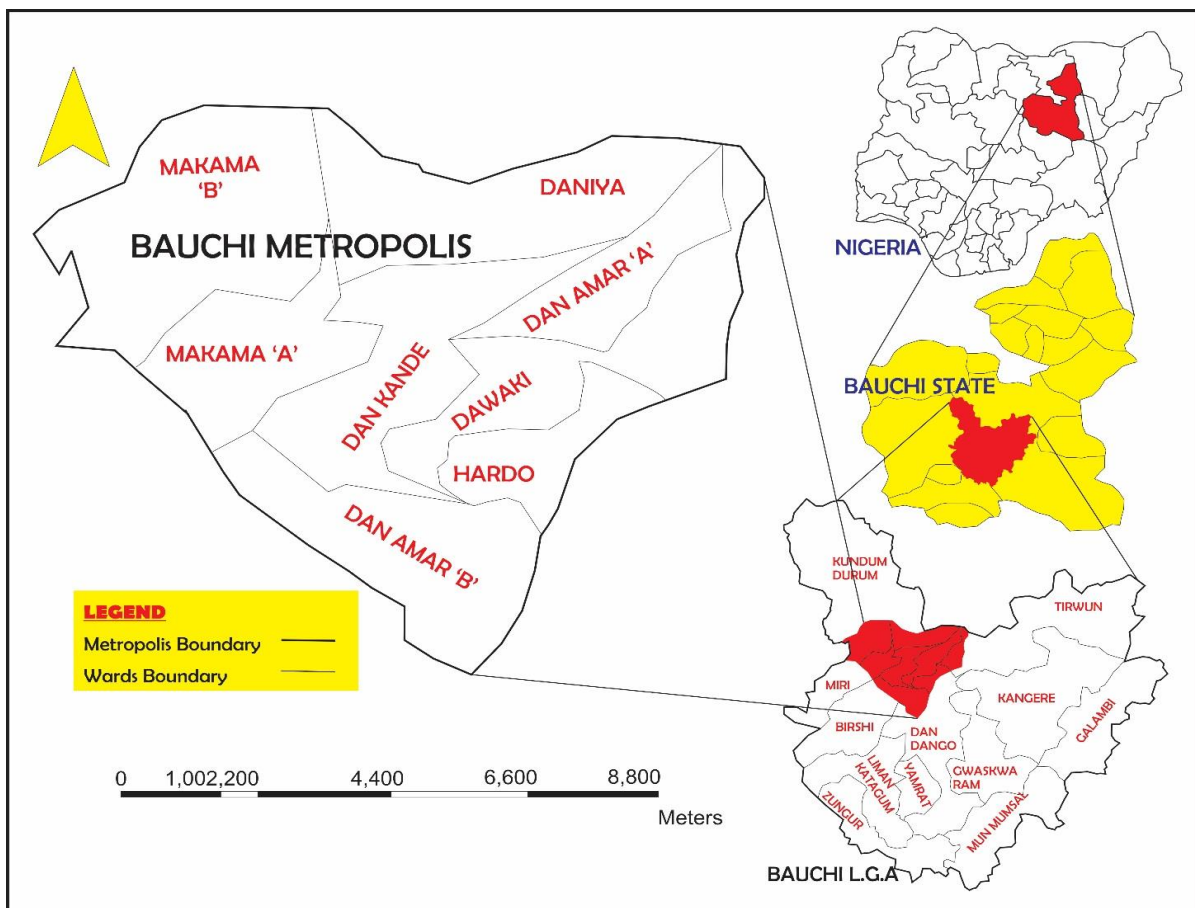 MAKAMA
'B'
DANIYA
BAUCHI METROPOLIS
DAN AMAR 'A'
MAKAMA 'A'
DAN KANDE
DAWAKI
HARDO
DAN AMAR 'B'
LEGEND
Metropolis Boundary
Wards Boundary
0 1,002,200 4,400 6,600 8,800
Meters
NIGERIA
BAUCHI STATE
KUNDUM
DURUM
TIRWUN
MIRI
KANGERE
GALAMBI
BIRSHI
DAN
DANGO
LIMAN
KATAGUM
YAMRAT
GWASKWA
RAM
ZUNGUR
MUN MUMSAL
BAUCHI L.G.A